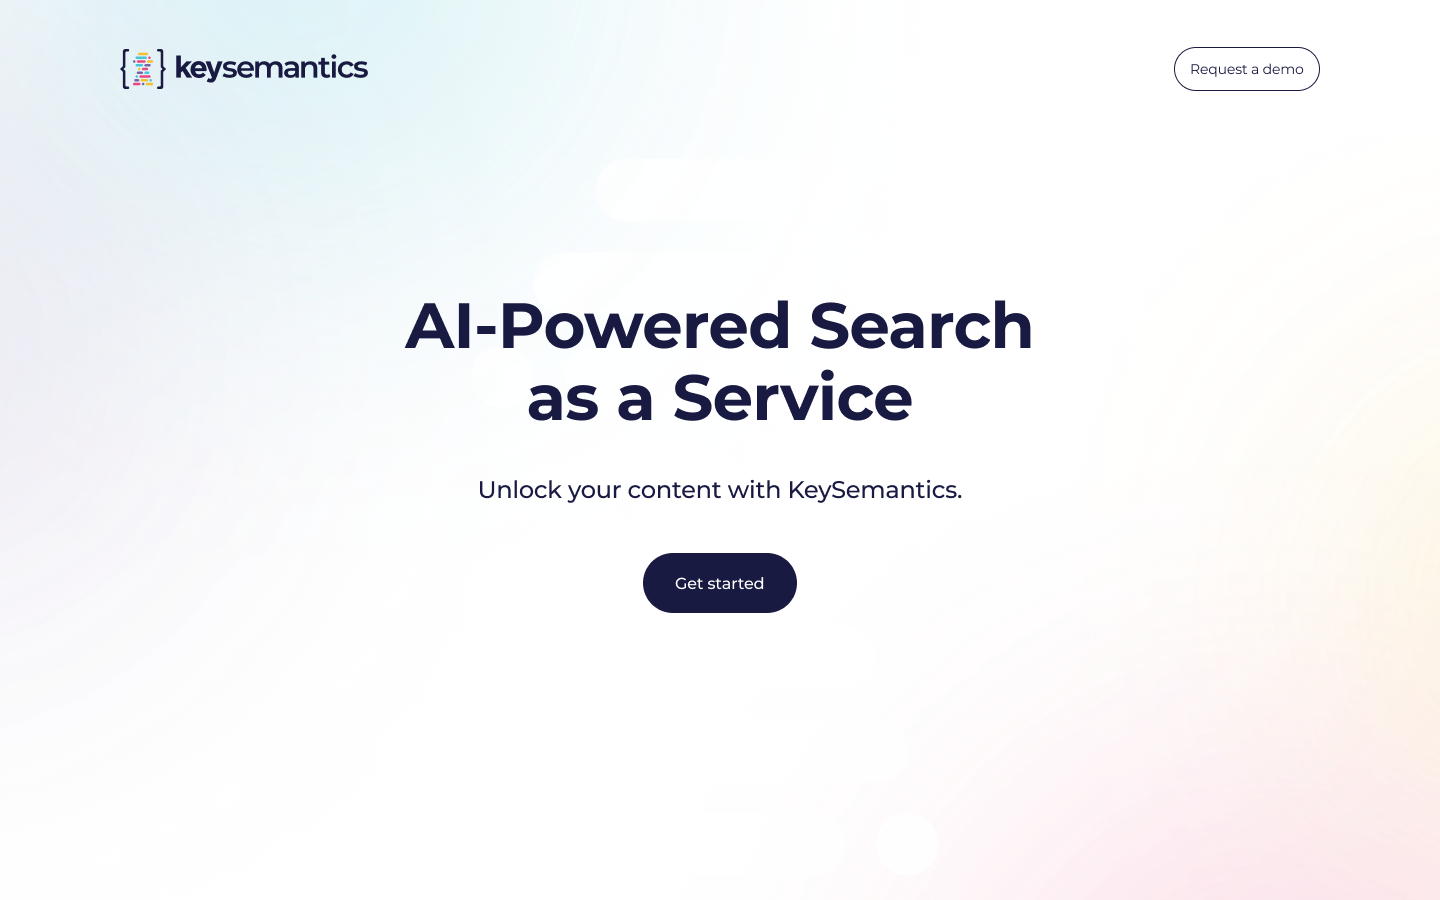 keysemantics
Request a demo
AI-Powered Search
as a Service
Unlock your content with KeySemantics.
Get started